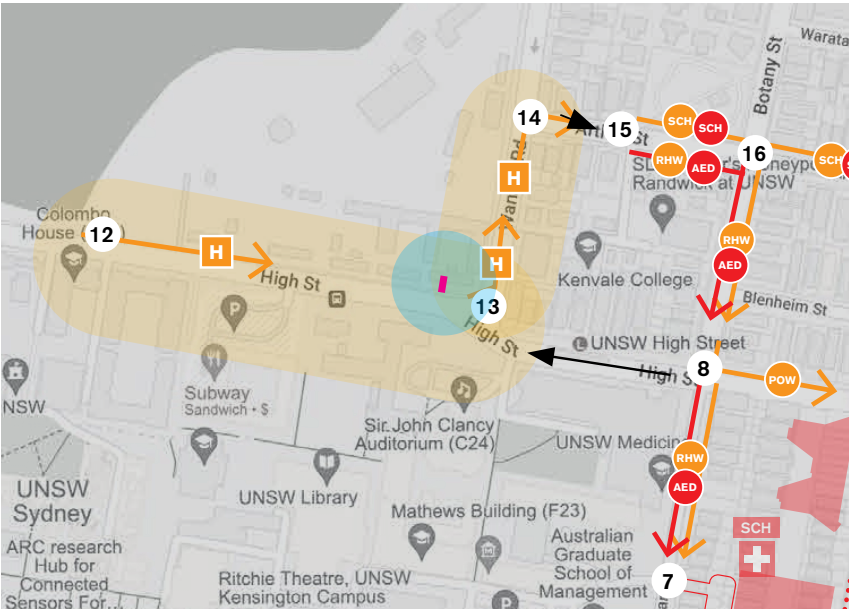 Botany St
14
15
SCH
SCH
16
SCH
RHW
AED
Randwick at UNSW
H
Colombo
House
12
H
High St
H
13
High St
Kenvale College
RHW
AED
Blenheim St
UNSW High Street
8
POW
P
Subway
Sandwich • $
NSW
Sir John Clancy
Auditorium (C24)
UNSW Medicin
RHW
AED
UNSW Library
UNSW
Sydney
Mathews Building (F23)
SCH
ARC research
Hub for
Connected
Sensors For...
Australian
Graduate
School of
Management
Ritchie Theatre, UNSW
Kensington Campus
P
7